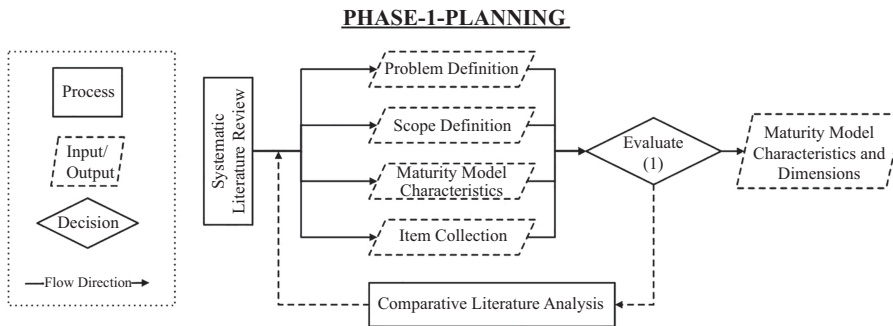 PHASE-1-PLANNING
Process
Input/
Output
Decision
Flow Direction
Systematic
Literature Review
Problem Definition
Scope Definition
Maturity Model
Characteristics
Item Collection
Evaluate
(1)
Maturity Model
Characteristics and
Dimensions
Comparative Literature Analysis